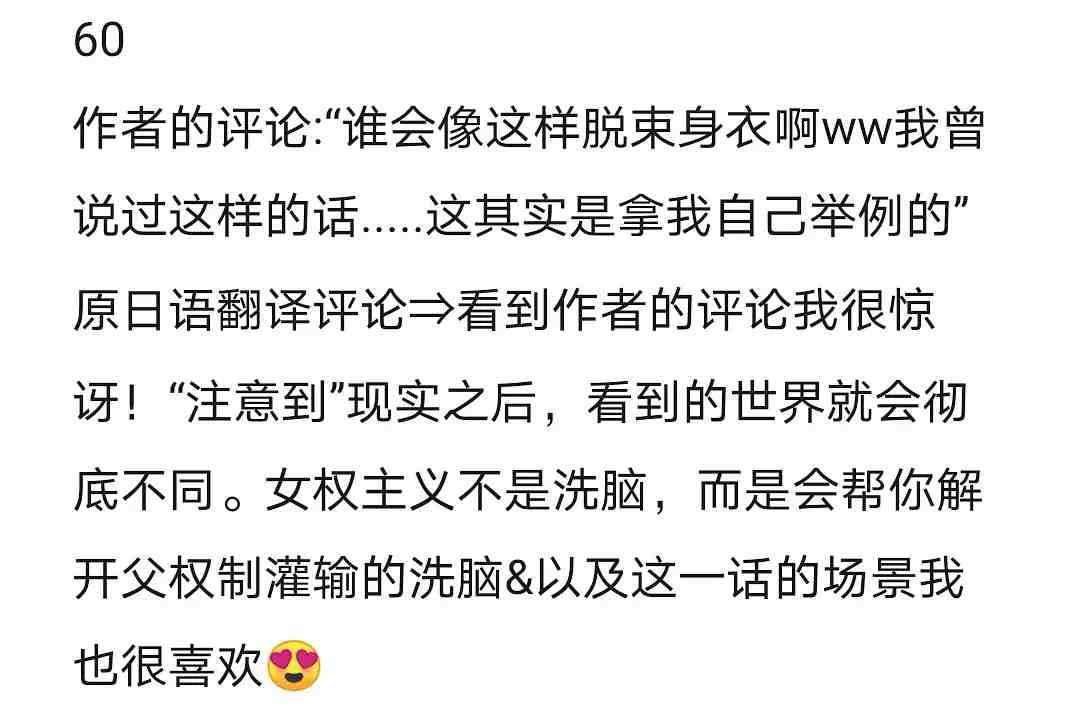 60
作者的评论:“谁会像这样脱束身衣啊ww我曾
说过这样的话.....这其实是拿我自己举例的”
原日语翻译评论⇒看到作者的评论我很惊
讶！“注意到”现实之后，看到的世界就会彻
底不同。女权主义不是洗脑，而是会帮你解
开父权制灌输的洗脑&以及这一话的场景我
也很喜欢😍